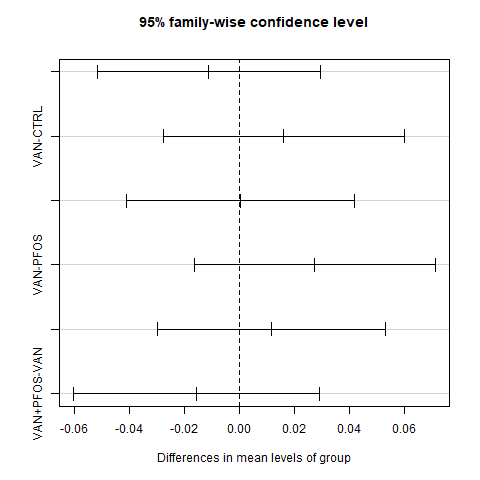 95% family-wise confidence level
VAN-CTRL
VAN-PFOS
VAN+PFOS-VAN
-0.06 -0.04 -0.02 0.00 0.02 0.04 0.06
Differences in mean levels of group